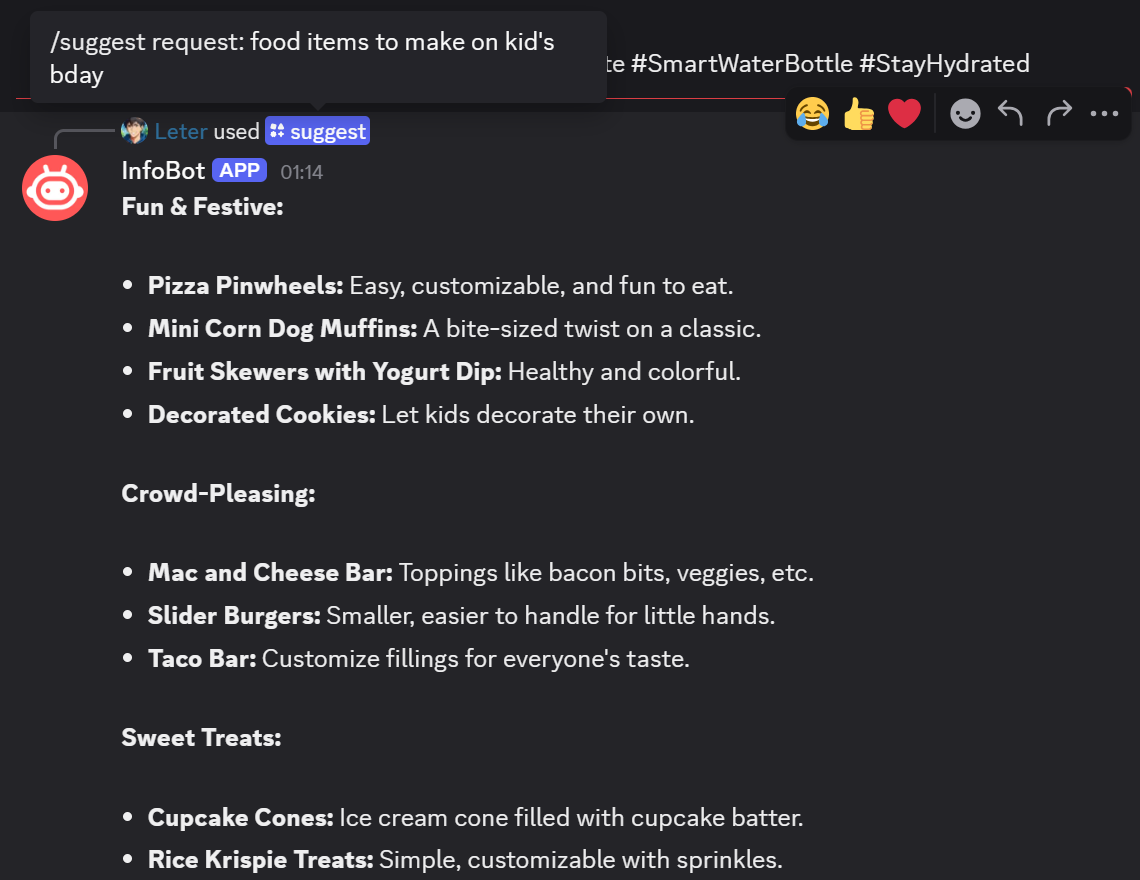 /suggest request: food items to make on kid's
bday
te #SmartWaterBottle #StayHydrated
Leter used suggest
InfoBot APP 01:14
Fun & Festive:
• Pizza Pinwheels: Easy, customizable, and fun to eat.
• Mini Corn Dog Muffins: A bite-sized twist on a classic.
• Fruit Skewers with Yogurt Dip: Healthy and colorful.
• Decorated Cookies: Let kids decorate their own.
Crowd-Pleasing:
• Mac and Cheese Bar: Toppings like bacon bits, veggies, etc.
• Slider Burgers: Smaller, easier to handle for little hands.
• Taco Bar: Customize fillings for everyone's taste.
Sweet Treats:
• Cupcake Cones: Ice cream cone filled with cupcake batter.
• Rice Krispie Treats: Simple, customizable with sprinkles.